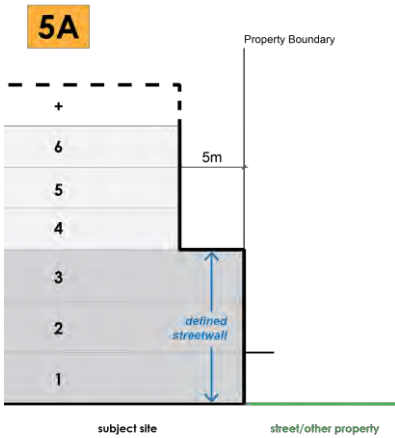 5A
Property Boundary
+
6
5m
5
4
3
defined
streetwall
2
1
subject site
street/other property